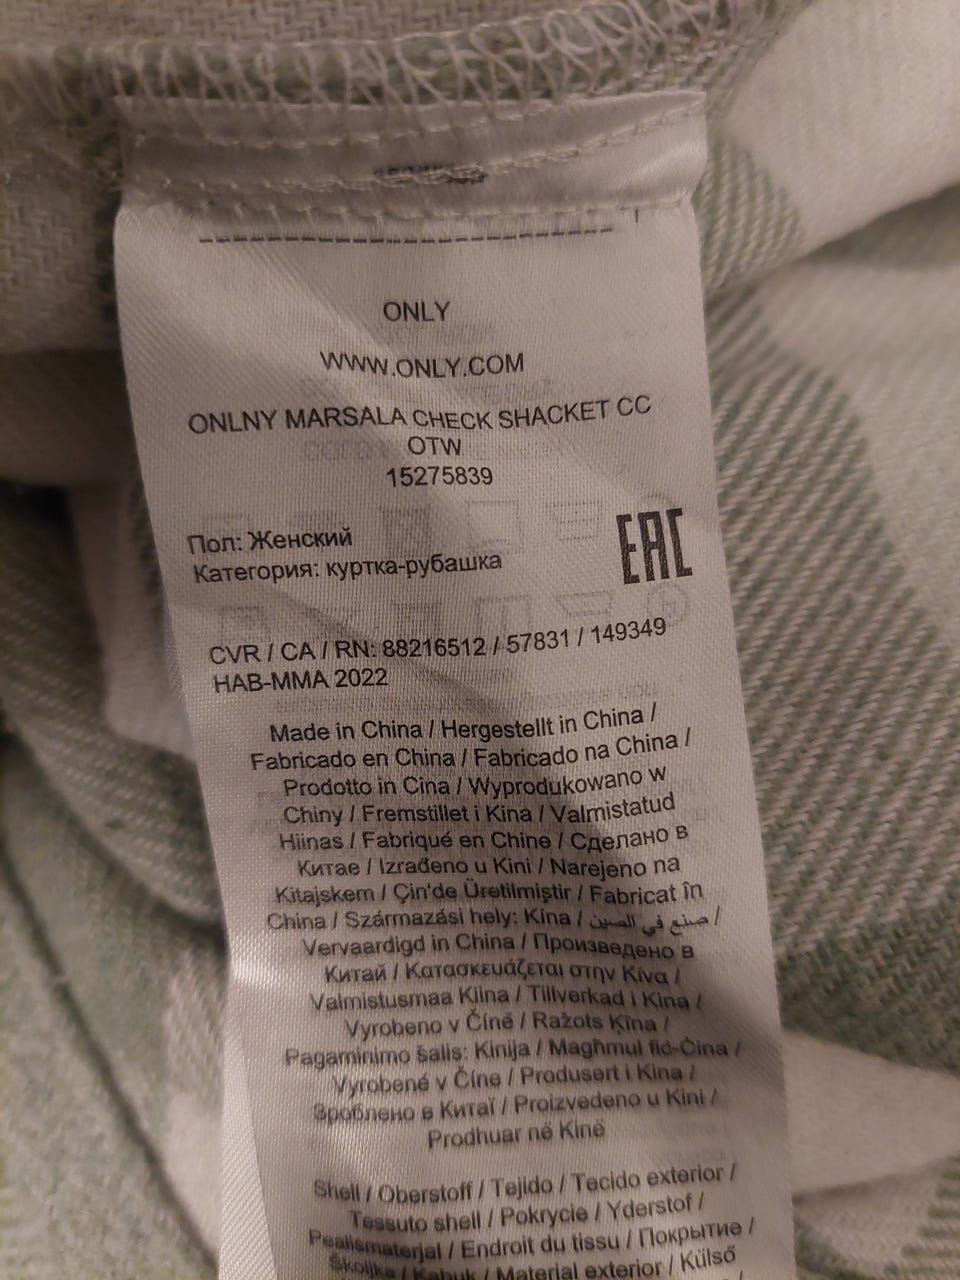 ONLY
WWW.ONLY.COM
ONLNY MARSALA CHECK SHACKET CC
OTW
15275839
Пол: Женский
Категория: куртка-рубашка
EAC
CVR / CA / RN: 88216512 / 57831 / 149349
HAB-MMA 2022
Made in China / Hergestellt in China /
Fabricado en China / Fabricado na China /
Prodotto in Cina / Wyprodukowano w
Chiny / Fremstillet i Kina / Valmistatud
Hiinas / Fabriqué en Chine / Сделано в
Китае / Izrađeno u Kini / Narejeno na
Kitajskem / Çin'de Üretilmiştir / Fabricat în
China / Származási hely: Kína / صنع في الصين /
Vervaardigd in China / Произведено в
Китай / Κατασκευάζεται στην Κίνα /
Valmistusmaa Kiina / Tillverkad i Kina /
Vyrobeno v Číně / Ražots Ķīna /
Pagaminimo šalis: Kinija / Magħmul fiċ-Ċina /
Vyrobené v Číne / Produsert i Kina /
Зроблено в Китаї / Proizvedeno u Kini /
Prodhuar në Kinë
Shell / Oberstoff / Tejido / Tecido exterior /
Tessuto shell / Pokrycie / Yderstof /
Pealismaterjal / Endroit du tissu / Покрытие /
Školjka / Kabuk / Material exterior / Külső